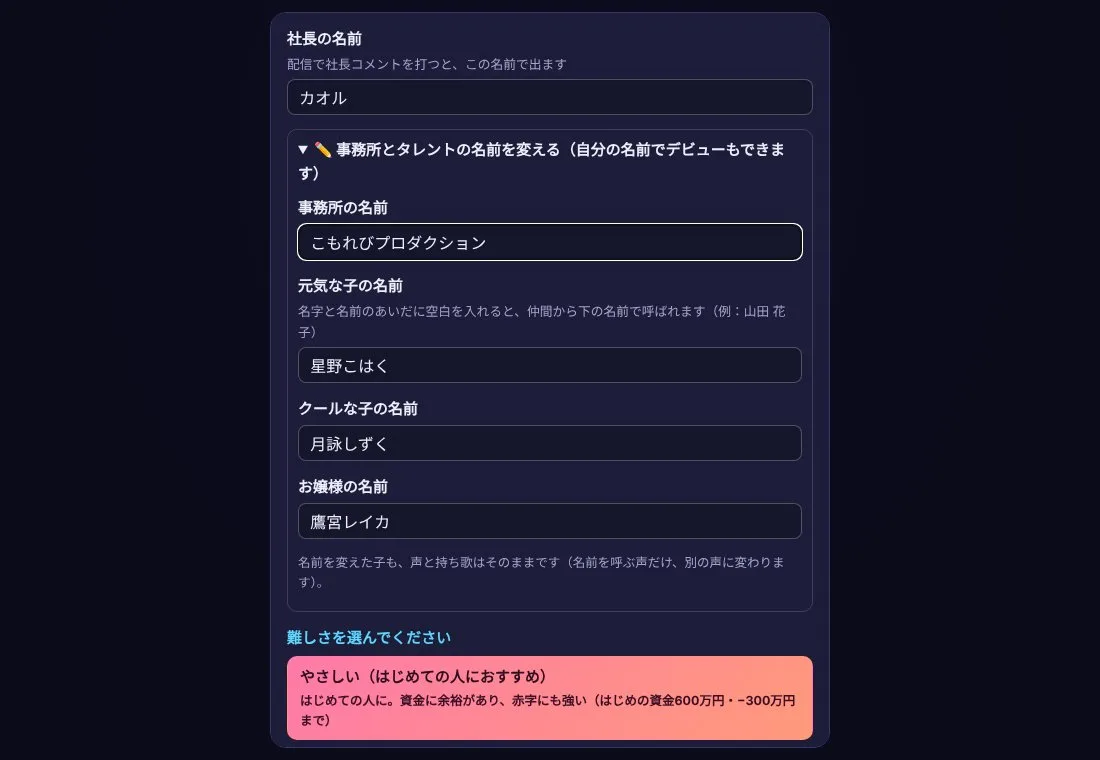 社長の名前
配信で社長コメントを打つと、この名前で出ます
カオル
▼ ✏️ 事務所とタレントの名前を変える（自分の名前でデビューもできま
す）
事務所の名前
こもれびプロダクション
元気な子の名前
名字と名前のあいだに空白を入れると、仲間から下の名前で呼ばれます（例：山田 花
子）
星野こはく
クールな子の名前
月詠しずく
お嬢様の名前
鷹宮レイカ
名前を変えた子も、声と持ち歌はそのままです（名前を呼ぶ声だけ、別の声に変わりま
す）。
難しさを選んでください
やさしい（はじめての人におすすめ）
はじめての人に。資金に余裕があり、赤字にも強い（はじめの資金600万円・−300万円
まで）